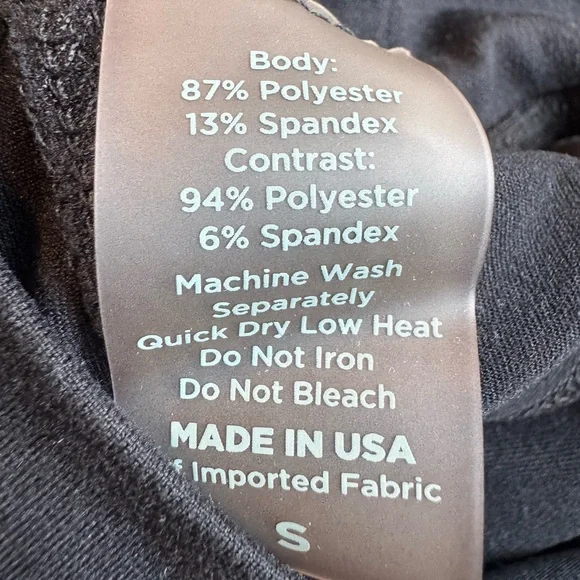 Body:
87% Polyester
13% Spandex
Contrast:
94% Polyester
6% Spandex
Machine Wash
Separately
Quick Dry Low Heat
Do Not Iron
Do Not Bleach
MADE IN USA
of Imported Fabric
S